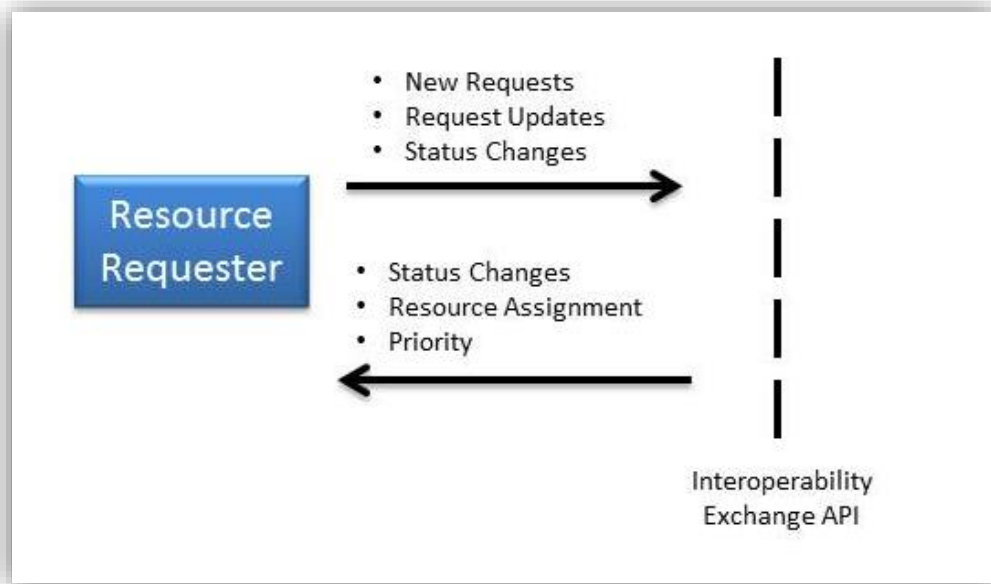 • New Requests
• Request Updates
• Status Changes
Resource
Requester
• Status Changes
• Resource Assignment
• Priority
Interoperability
Exchange API